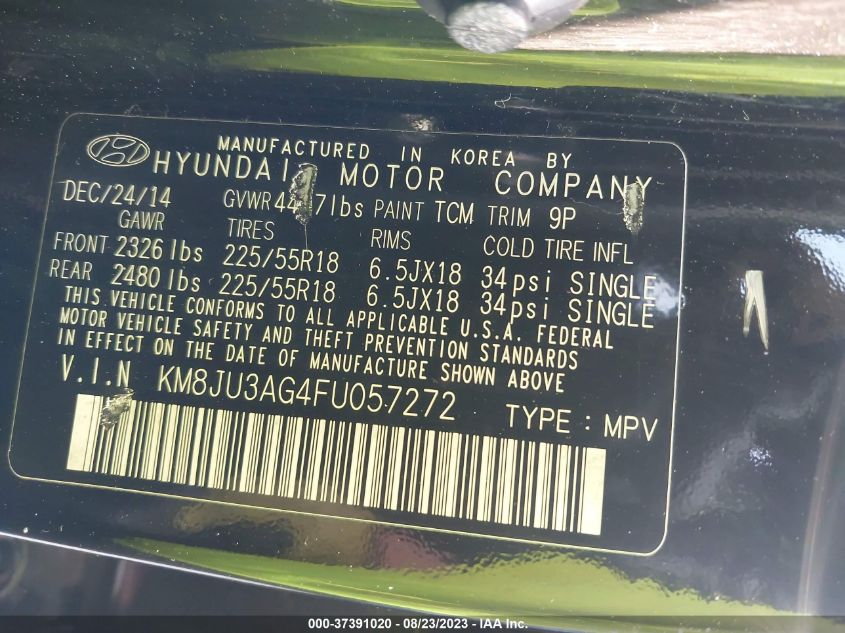 MANUFACTURED IN KOREA BY
HYUNDAI MOTOR COMPANY
DEC/24/14 GVWR lbs PAINT TCM TRIM 9P
GAWR TIRES RIMS COLD TIRE INFL
FRONT 2326 lbs 225/55R18 6.5JX18 34psi SINGLE
REAR 2480 lbs 225/55R18 6.5JX18 34psi SINGLE
THIS VEHICLE CONFORMS TO ALL APPLICABLE U.S.A. FEDERAL
MOTOR VEHICLE SAFETY AND THEFT PREVENTION STANDARDS
IN EFFECT ON THE DATE OF MANUFACTURE SHOWN ABOVE
V.I.N KM8JU3AG4FU057272 TYPE : MPV
000-37391020 / 08/23/2023 - IAA Inc.